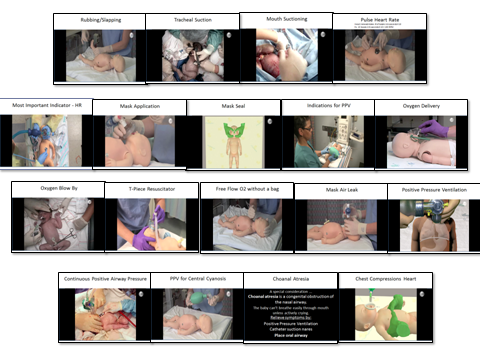 Rubbing/Slapping
Tracheal Suction
Mouth Suctioning
Pulse Heart Rate
Most Important Indicator - HR
Mask Application
Mask Seal
Indications for PPV
Oxygen Delivery
Oxygen Blow By
T-Piece Resuscitator
Free Flow O2 without a bag
Mask Air Leak
Positive Pressure Ventilation
Continuous Positive Airway Pressure
PPV for Central Cyanosis
Choanal Atresia
A special consideration ...
Choanal atresia is a congenital obstruction of
the nasal airway.
The baby can't breathe easily through mouth
unless actively crying.
Relieve symptoms by:
Positive Pressure Ventilation
Catheter suction nares
Place oral airway
Chest Compressions Heart